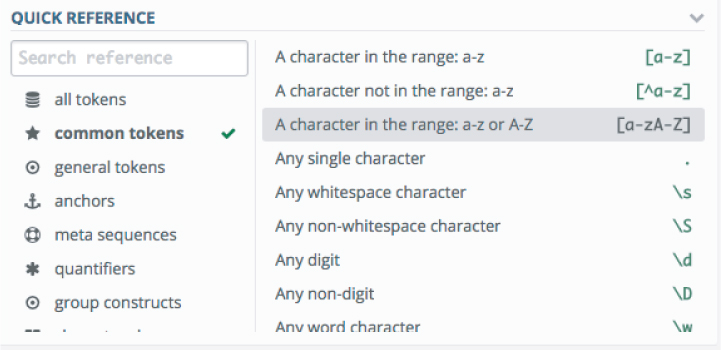 QUICK REFERENCE
Search reference
all tokens
common tokens
general tokens
anchors
meta sequences
quantifiers
group constructs
A character in the range: a-z [a-z]
A character not in the range: a-z [^a-z]
A character in the range: a-z or A-Z [a-zA-Z]
Any single character .
Any whitespace character \s
Any non-whitespace character \S
Any digit \d
Any non-digit \D
Any word character \w